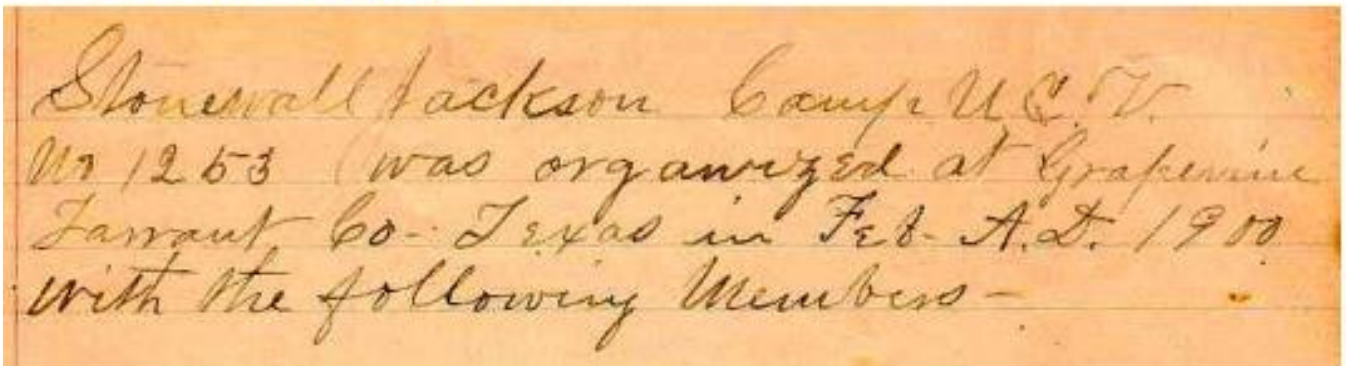 Stonewall Jackson Camp U.C.V.
No 1253 was organized at Grapevine
Tarrant Co- Texas in Feb- A.D. 1900
with the following Members-